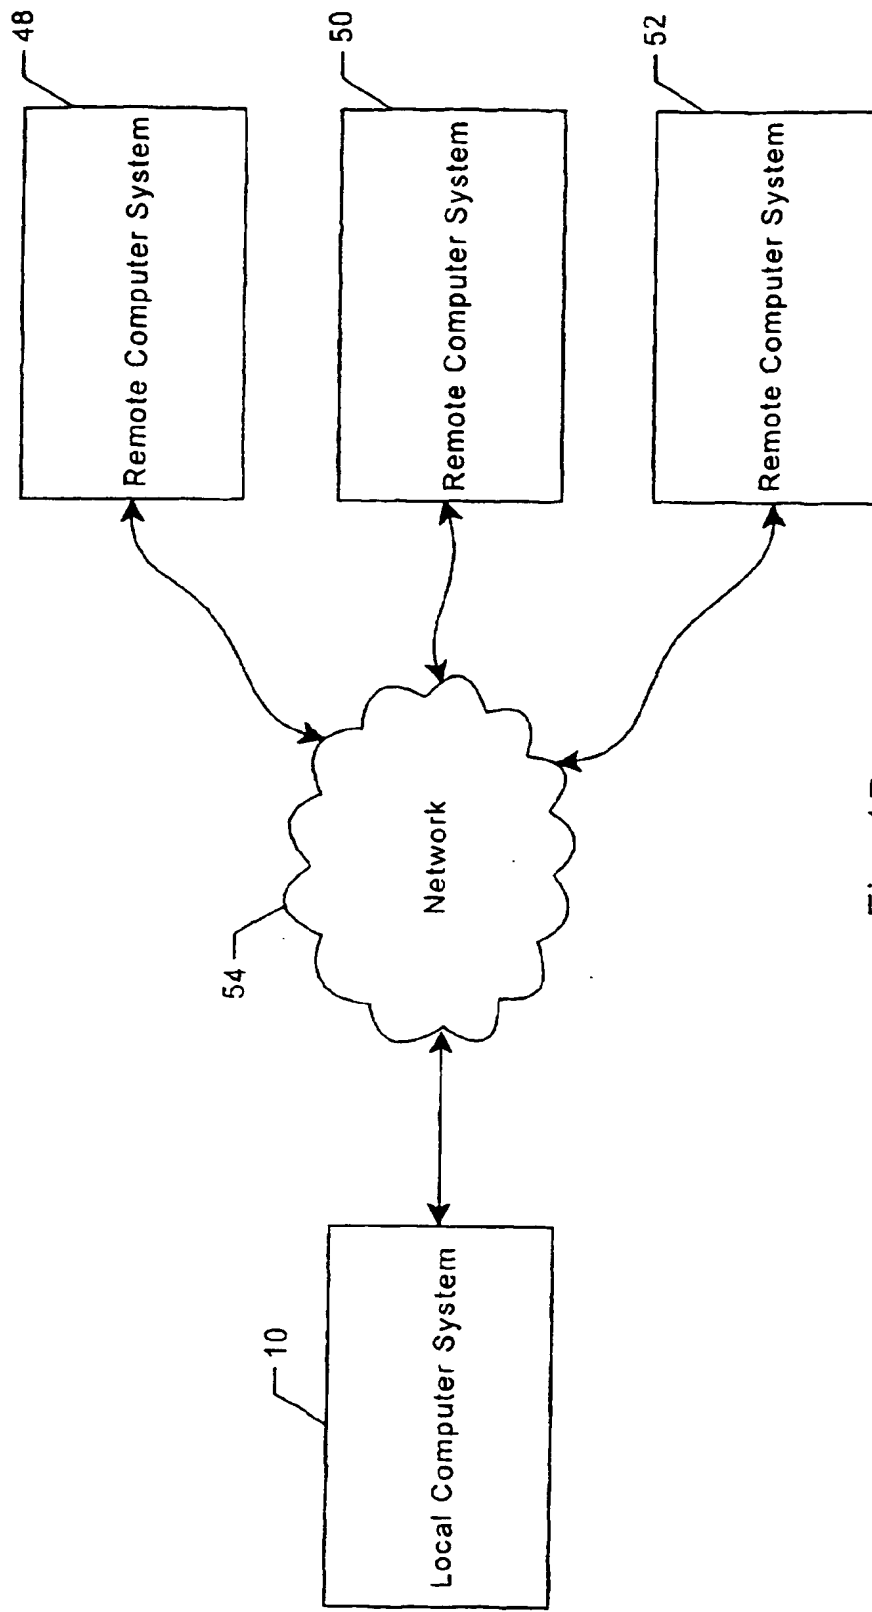 48
Remote Computer System
54
10
50
Local Computer System
Network
Remote Computer System
52
Remote Computer System